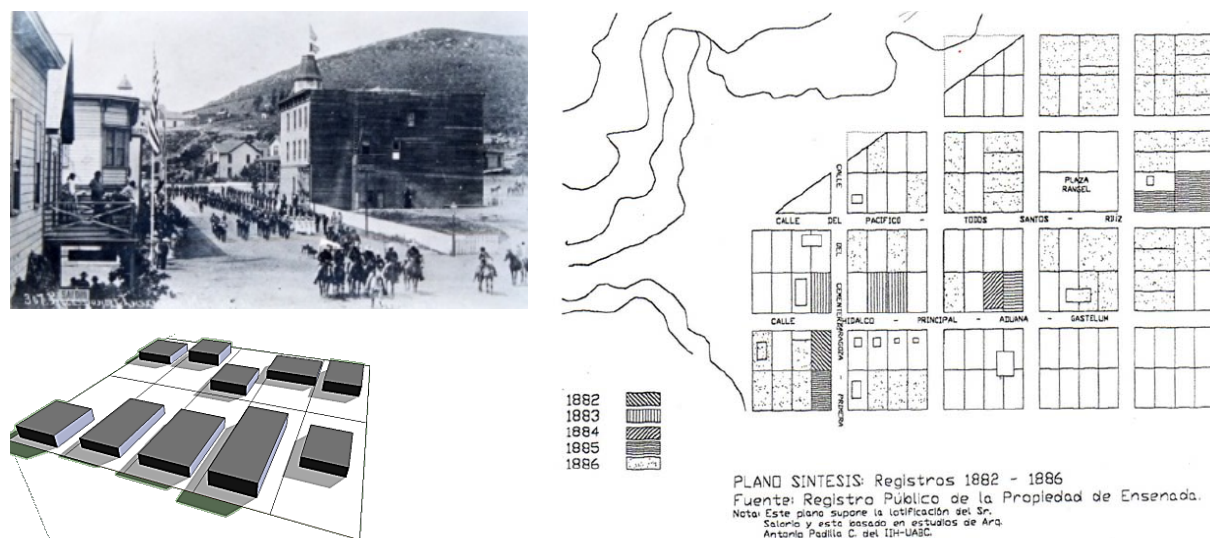 CALLE
PLAZA
RANGEL
CALLE DEL PACIFICO - TODOS SANTOS - RUIZ
DEL
CALLE HIDALGO - PRINCIPAL - ADUANA - GASTELUM
ZARAGOZA - PRIMERA
1882
1883
1884
1885
1886
PLANO SINTESIS: Registros 1882 - 1886
Fuente: Registro Público de la Propiedad de Ensenada.
Nota: Este plano supone la lotificación del Sr.
Salorio y esta basado en estudios de Arq.
Antonio Padilla C. del IIH-UABC.